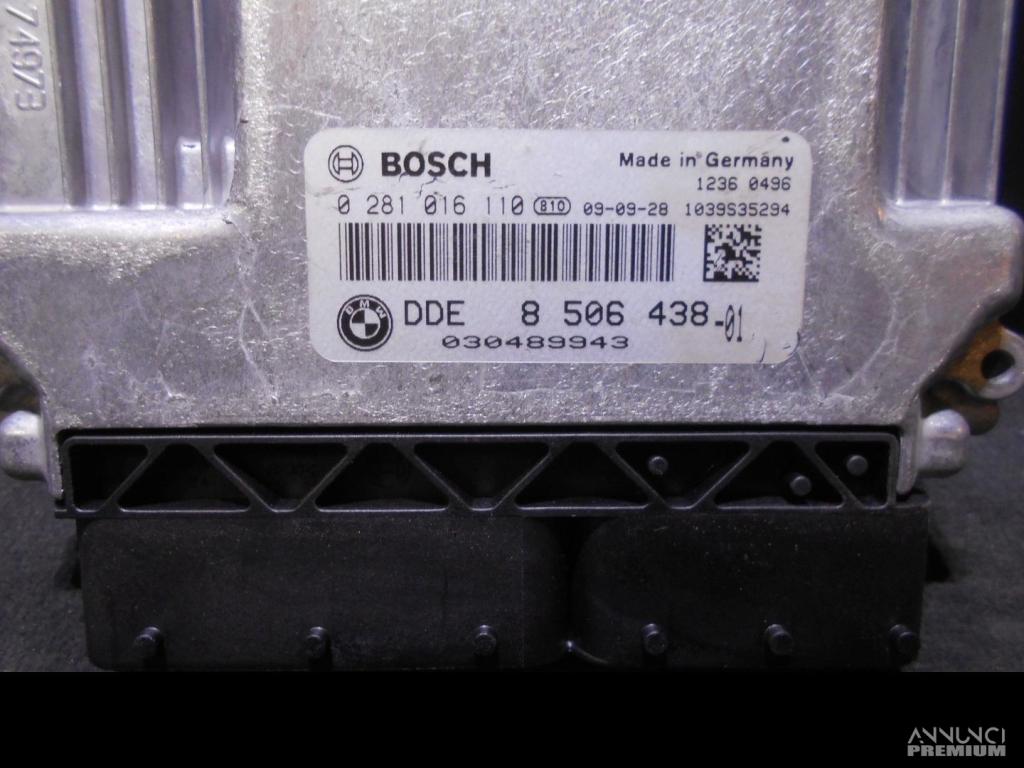 74973
BOSCH
Made in Germany
1236 0496
0 281 016 110 B10 09-09-28 1039S35294
BMW DDE 8 506 438-01
030489943
ANNUNCI
PREMIUM